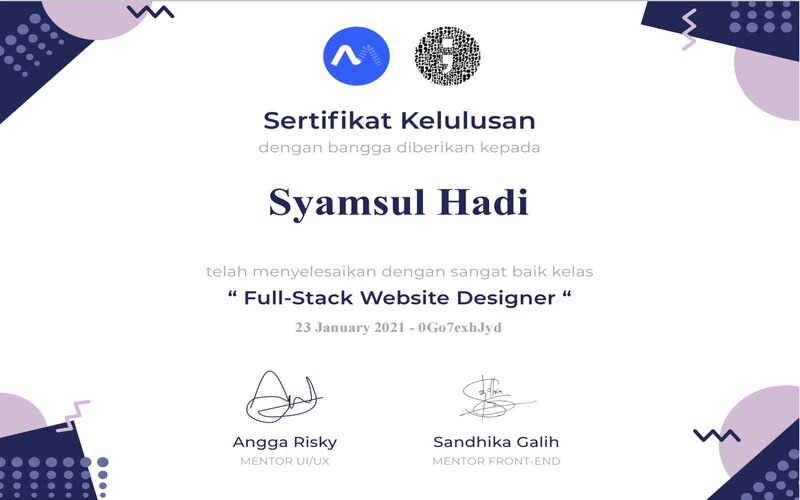 Sertifikat Kelulusan
dengan bangga diberikan kepada
Syamsul Hadi
telah menyelesaikan dengan sangat baik kelas
“ Full-Stack Website Designer “
23 January 2021 - 0Go7exhJyd
Angga Risky Sandhika Galih
MENTOR UI/UX MENTOR FRONT-END